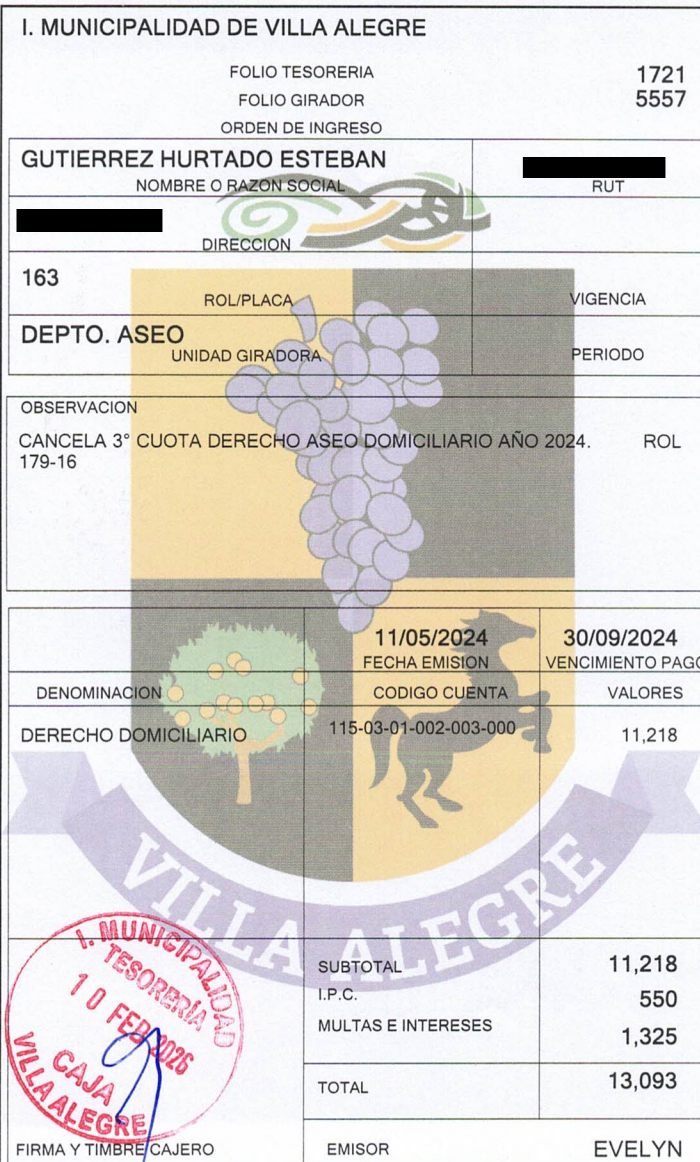 I. MUNICIPALIDAD DE VILLA ALEGRE
FOLIO TESORERIA 1721
FOLIO GIRADOR 5557
ORDEN DE INGRESO
GUTIERREZ HURTADO ESTEBAN
NOMBRE O RAZON SOCIAL RUT
DIRECCION
163
ROL/PLACA VIGENCIA
DEPTO. ASEO
UNIDAD GIRADORA PERIODO
OBSERVACION
CANCELA 3° CUOTA DERECHO ASEO DOMICILIARIO AÑO 2024. ROL
179-16
11/05/2024 30/09/2024
FECHA EMISION VENCIMIENTO PAGO
DENOMINACION CODIGO CUENTA VALORES
DERECHO DOMICILIARIO 115-03-01-002-003-000 11,218
VILLA ALEGRE
SUBTOTAL 11,218
I.P.C. 550
MULTAS E INTERESES 1,325
TOTAL 13,093
I. MUNICIPALIDAD
TESORERÍA
10 FEB 2026
CAJA
VILLA ALEGRE
FIRMA Y TIMBRE CAJERO EMISOR EVELYN